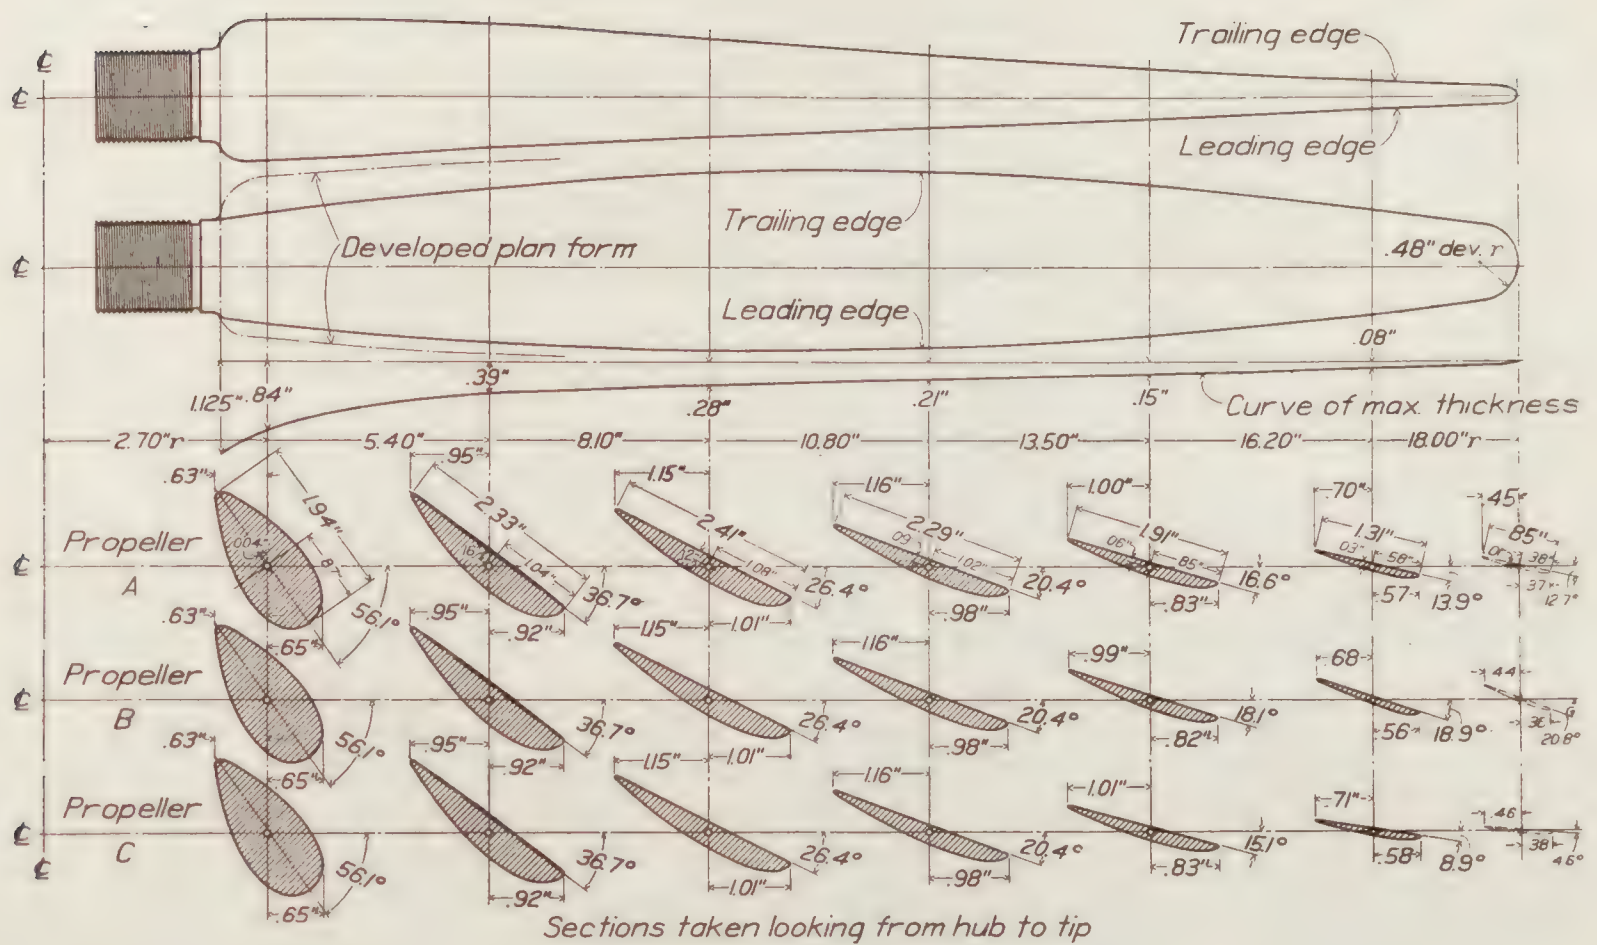 Trailing edge
℄
℄
Leading edge
Trailing edge
Developed plan form
℄
.48" dev. r
Leading edge
.08"
.39"
1.125" .84" .28" .21" .15"
Curve of max. thickness
2.70"r 5.40" 8.10" 10.80" 13.50" 16.20" 18.00"r
.63" .95" 1.15" 1.16" 1.00" .70" .45"
1.94" 2.33" 2.41" 2.29" 1.91" 1.31" .85"
Propeller
A
.004" .87" 1.04" 1.08" .09 1.02" .06" .85" .03" .58" .38"
℄
56.1° 36.7° 26.4° 20.4° 16.6° 13.9° 12.7°
.65" .92" 1.01" .98" .83" .57" .37"
.63" .95" 1.15" 1.16" .99" .68 .44
Propeller
B
℄
56.1° 36.7° 26.4° 20.4° 18.1° 18.9° 20.8°
.65" .92" 1.01" .98" .82" .56" .36
.63" .95" 1.15" 1.16" 1.01" .71" .46
Propeller
C
℄
℄
56.1° 36.7° 26.4° 20.4° 15.1° 8.9° 4.6°
.65" .92" 1.01" .98" .83" .58" .38
Sections taken looking from hub to tip